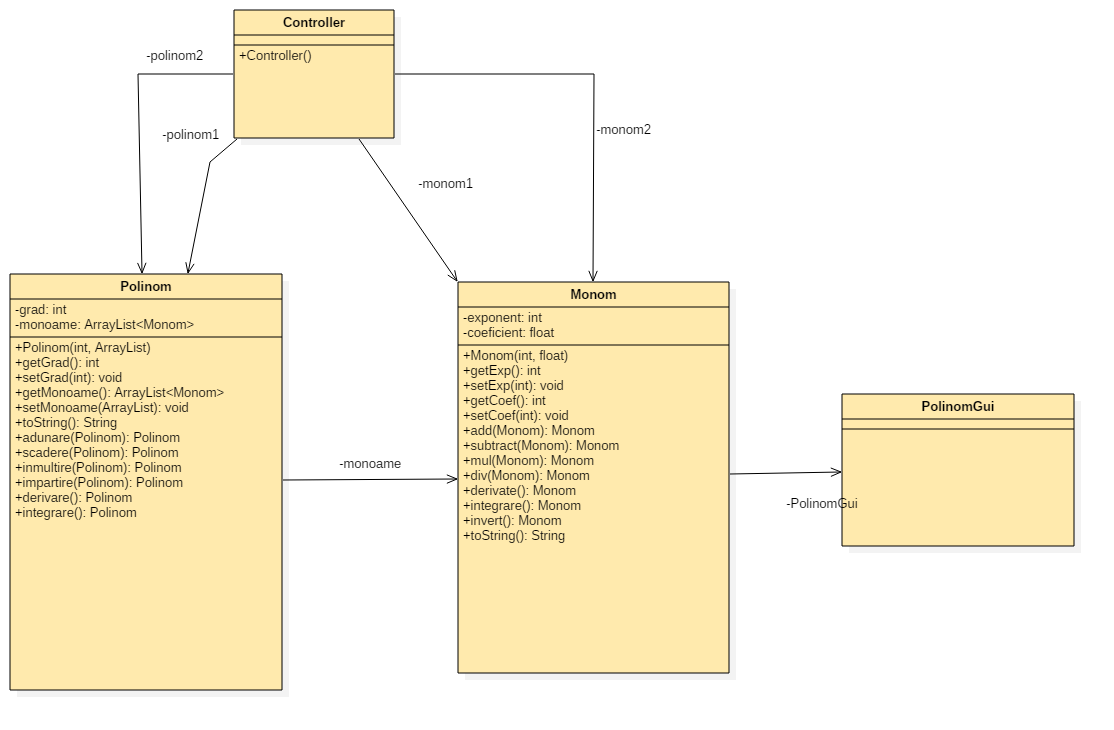 Controller
+Controller()
-polinom2
-polinom1
-monom2
-monom1
Polinom
-grad: int
-monoame: ArrayList<Monom>
+Polinom(int, ArrayList)
+getGrad(): int
+setGrad(int): void
+getMonoame(): ArrayList<Monom>
+setMonoame(ArrayList): void
+toString(): String
+adunare(Polinom): Polinom
+scadere(Polinom): Polinom
+inmultire(Polinom): Polinom
+impartire(Polinom): Polinom
+derivare(): Polinom
+integrare(): Polinom
-monoame
Monom
-exponent: int
-coeficient: float
+Monom(int, float)
+getExp(): int
+setExp(int): void
+getCoef(): int
+setCoef(int): void
+add(Monom): Monom
+subtract(Monom): Monom
+mul(Monom): Monom
+div(Monom): Monom
+derivate(): Monom
+integrare(): Monom
+invert(): Monom
+toString(): String
PolinomGui
-PolinomGui